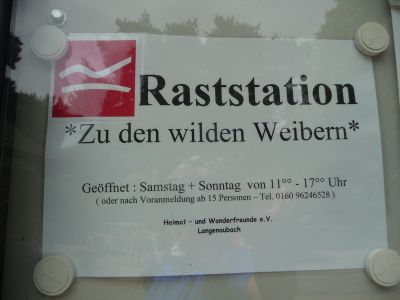 Raststation
*Zu den wilden Weibern*
Geöffnet : Samstag + Sonntag von 11°° - 17°° Uhr
( oder nach Voranmeldung ab 15 Personen – Tel. 0160 96246528 )
Heimat - und Wanderfreunde e.V.
Langenaubach